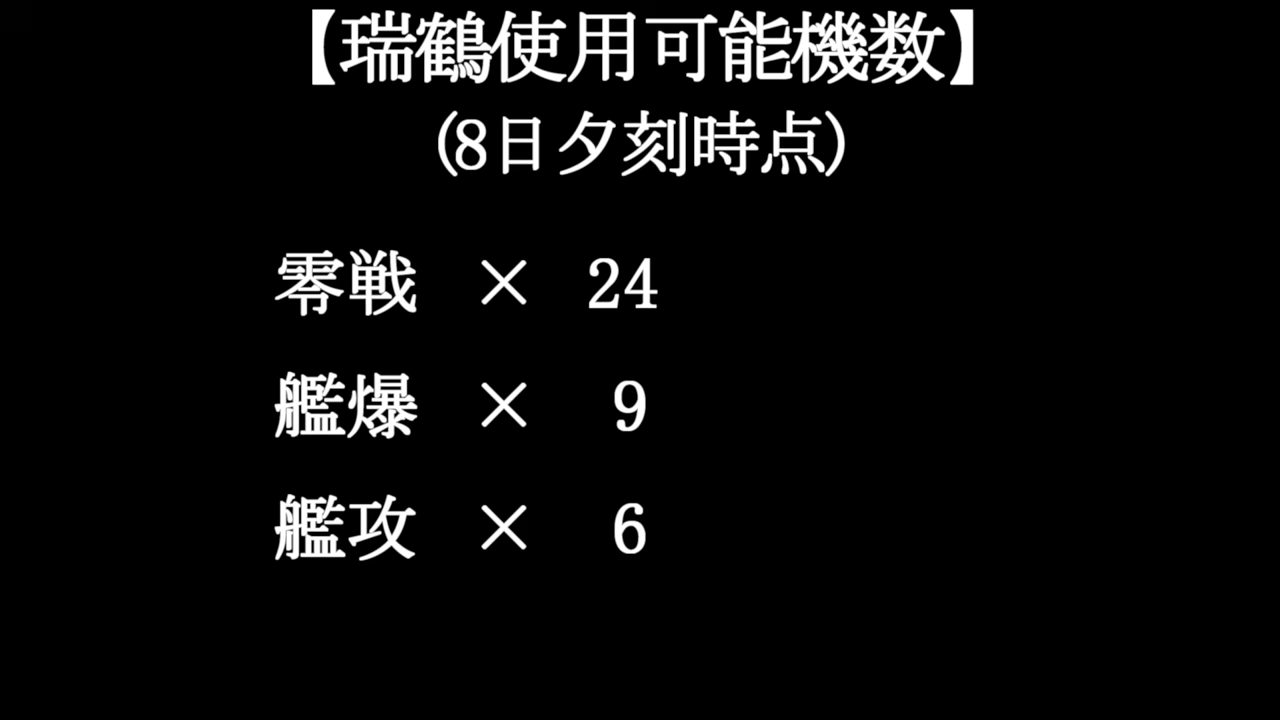 【瑞鶴使用可能機数】
(8日夕刻時点)
零戦 × 24
艦爆 × 9
艦攻 × 6